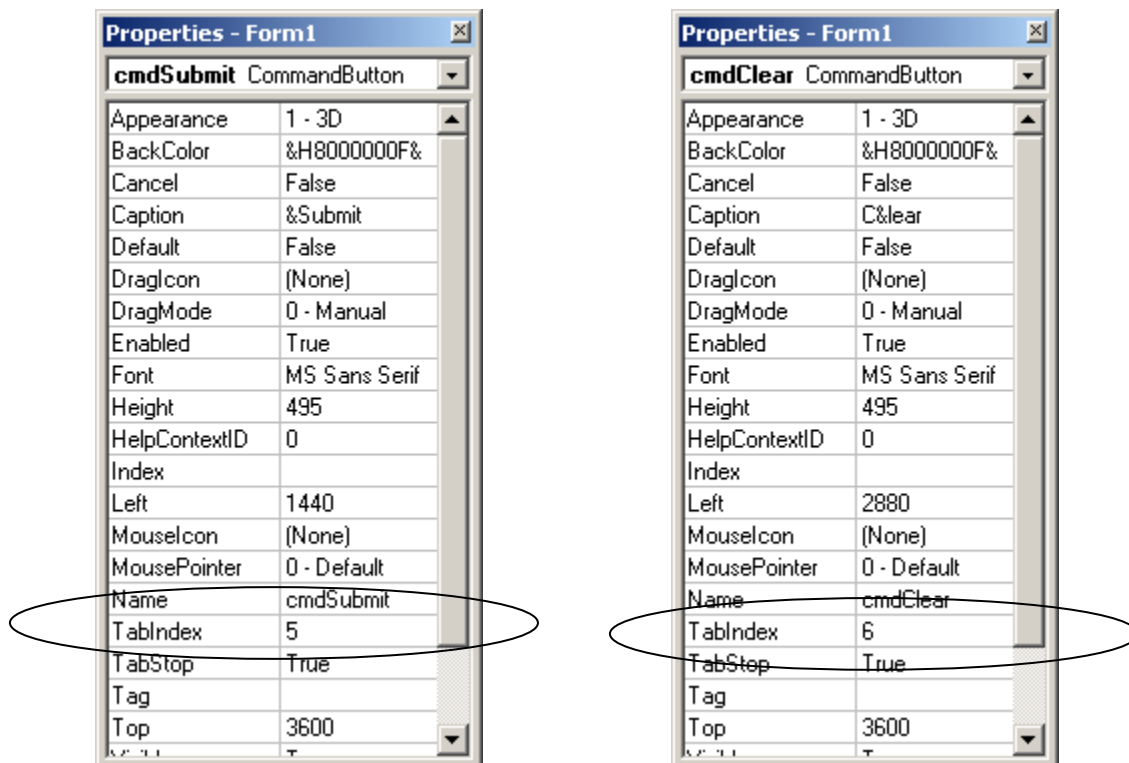 Properties - Form1
cmdSubmit CommandButton
Appearance 1 - 3D
BackColor &H8000000F&
Cancel False
Caption &Submit
Default False
DragIcon (None)
DragMode 0 - Manual
Enabled True
Font MS Sans Serif
Height 495
HelpContextID 0
Index
Left 1440
MouseIcon (None)
MousePointer 0 - Default
Name cmdSubmit
TabIndex 5
TabStop True
Tag
Top 3600
Properties - Form1
cmdClear CommandButton
Appearance 1 - 3D
BackColor &H8000000F&
Cancel False
Caption C&lear
Default False
DragIcon (None)
DragMode 0 - Manual
Enabled True
Font MS Sans Serif
Height 495
HelpContextID 0
Index
Left 2880
MouseIcon (None)
MousePointer 0 - Default
Name cmdClear
TabIndex 6
TabStop True
Tag
Top 3600